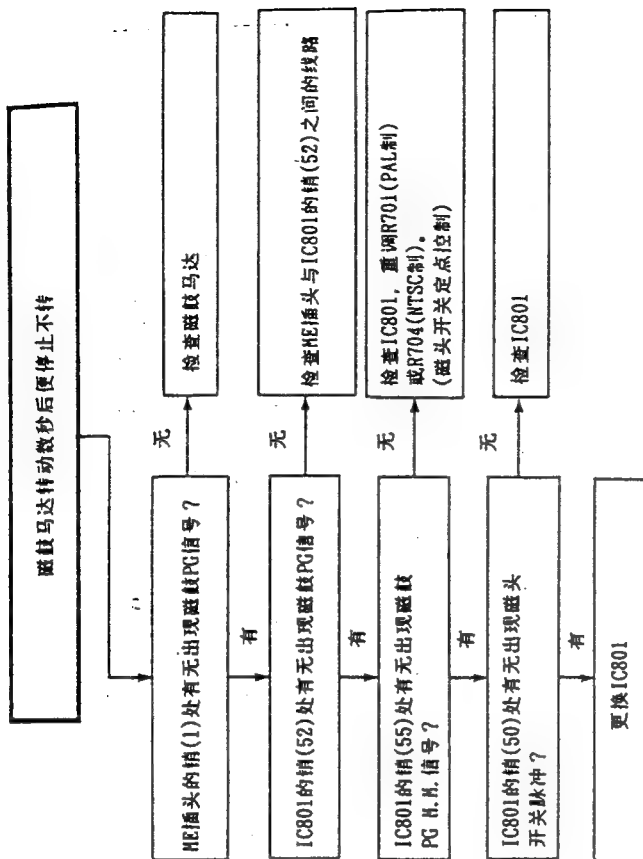 磁鼓马达转动数秒后便停止不转
ME插头的销(1)处有无出现磁鼓PG信号？
无
检查磁鼓马达
有
IC801的销(52)处有无出现磁鼓PG信号？
无
检查ME插头与IC801的销(52)之间的线路
有
IC801的销(55)处有无出现磁鼓
PG M.M.信号？
无
检查IC801，重调R701(PAL制)
或R704(NTSC制)。
(磁头开关定点控制)
有
IC801的销(50)处有无出现磁头
开关脉冲？
无
检查IC801
有
更换IC801